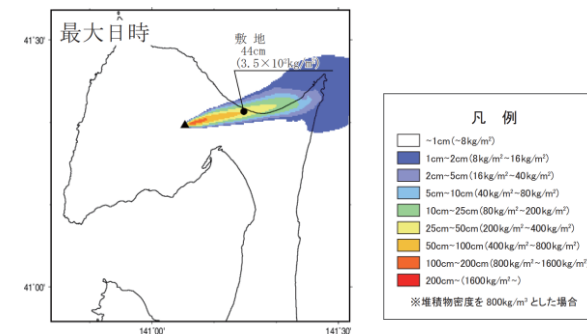 最大日時
41°30'
敷 地
44cm
(3.5×10²kg/㎡)
41°00'
141°00'
141°30'
凡 例
~1cm(~8kg/m²)
1cm~2cm(8kg/m²~16kg/m²)
2cm~5cm(16kg/m²~40kg/m²)
5cm~10cm(40kg/m²~80kg/m²)
10cm~25cm(80kg/m²~200kg/m²)
25cm~50cm(200kg/m²~400kg/m²)
50cm~100cm(400kg/m²~800kg/m²)
100cm~200cm(800kg/m²~1600kg/m²)
200cm~(1600kg/m²~)
※堆積物密度を 800kg/m³ とした場合